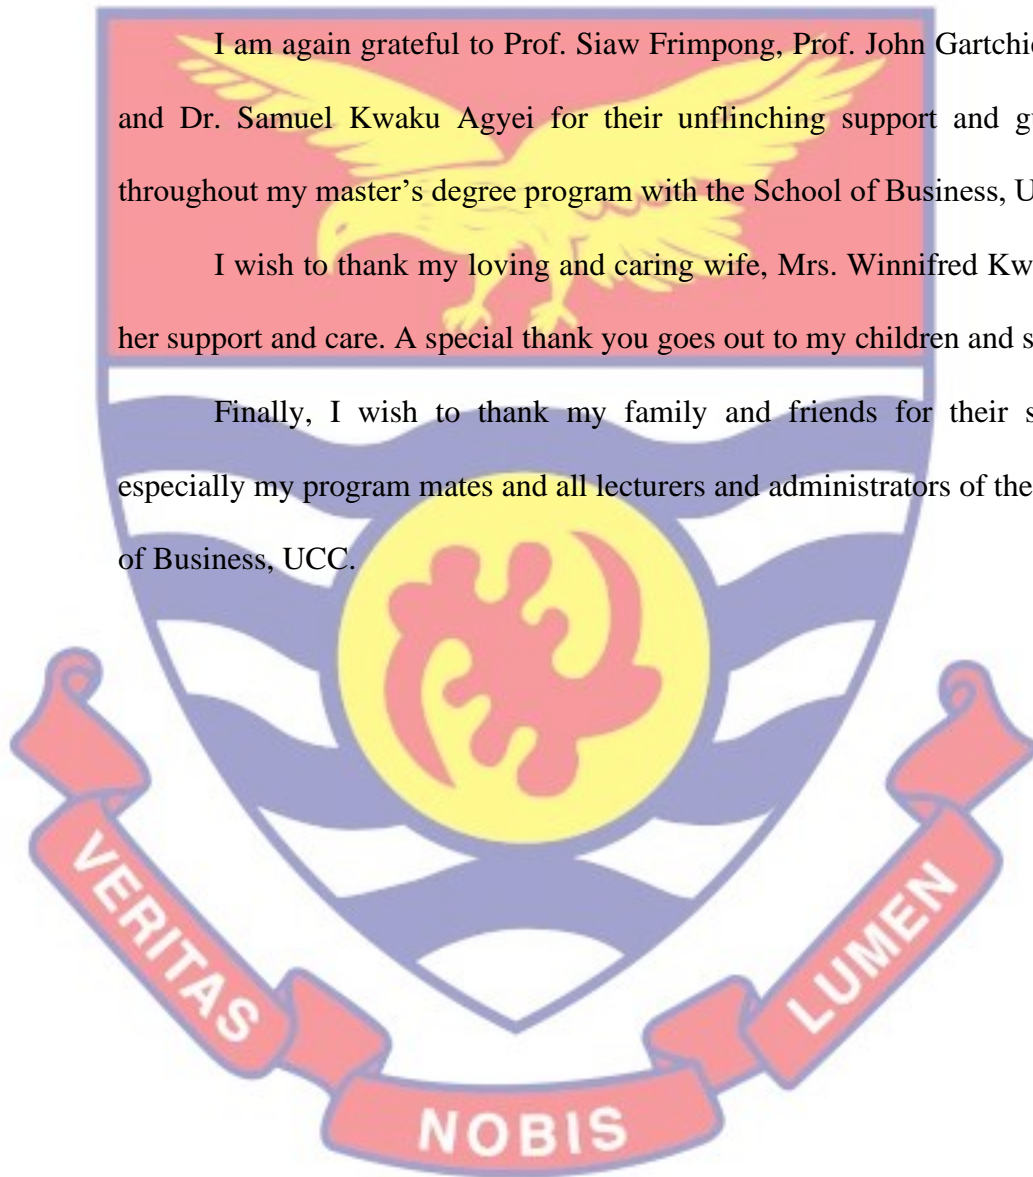 I am again grateful to Prof. Siaw Frimpong, Prof. John Gartchie
and Dr. Samuel Kwaku Agyei for their unflinching support and
throughout my master's degree program with the School of Business,
I wish to thank my loving and caring wife, Mrs. Winnifred
her support and care. A special thank you goes out to my children and
Finally, I wish to thank my family and friends for their
especially my program mates and all lecturers and administrators of the
of Business, UCC.
VERITAS
NOBIS
LUMEN